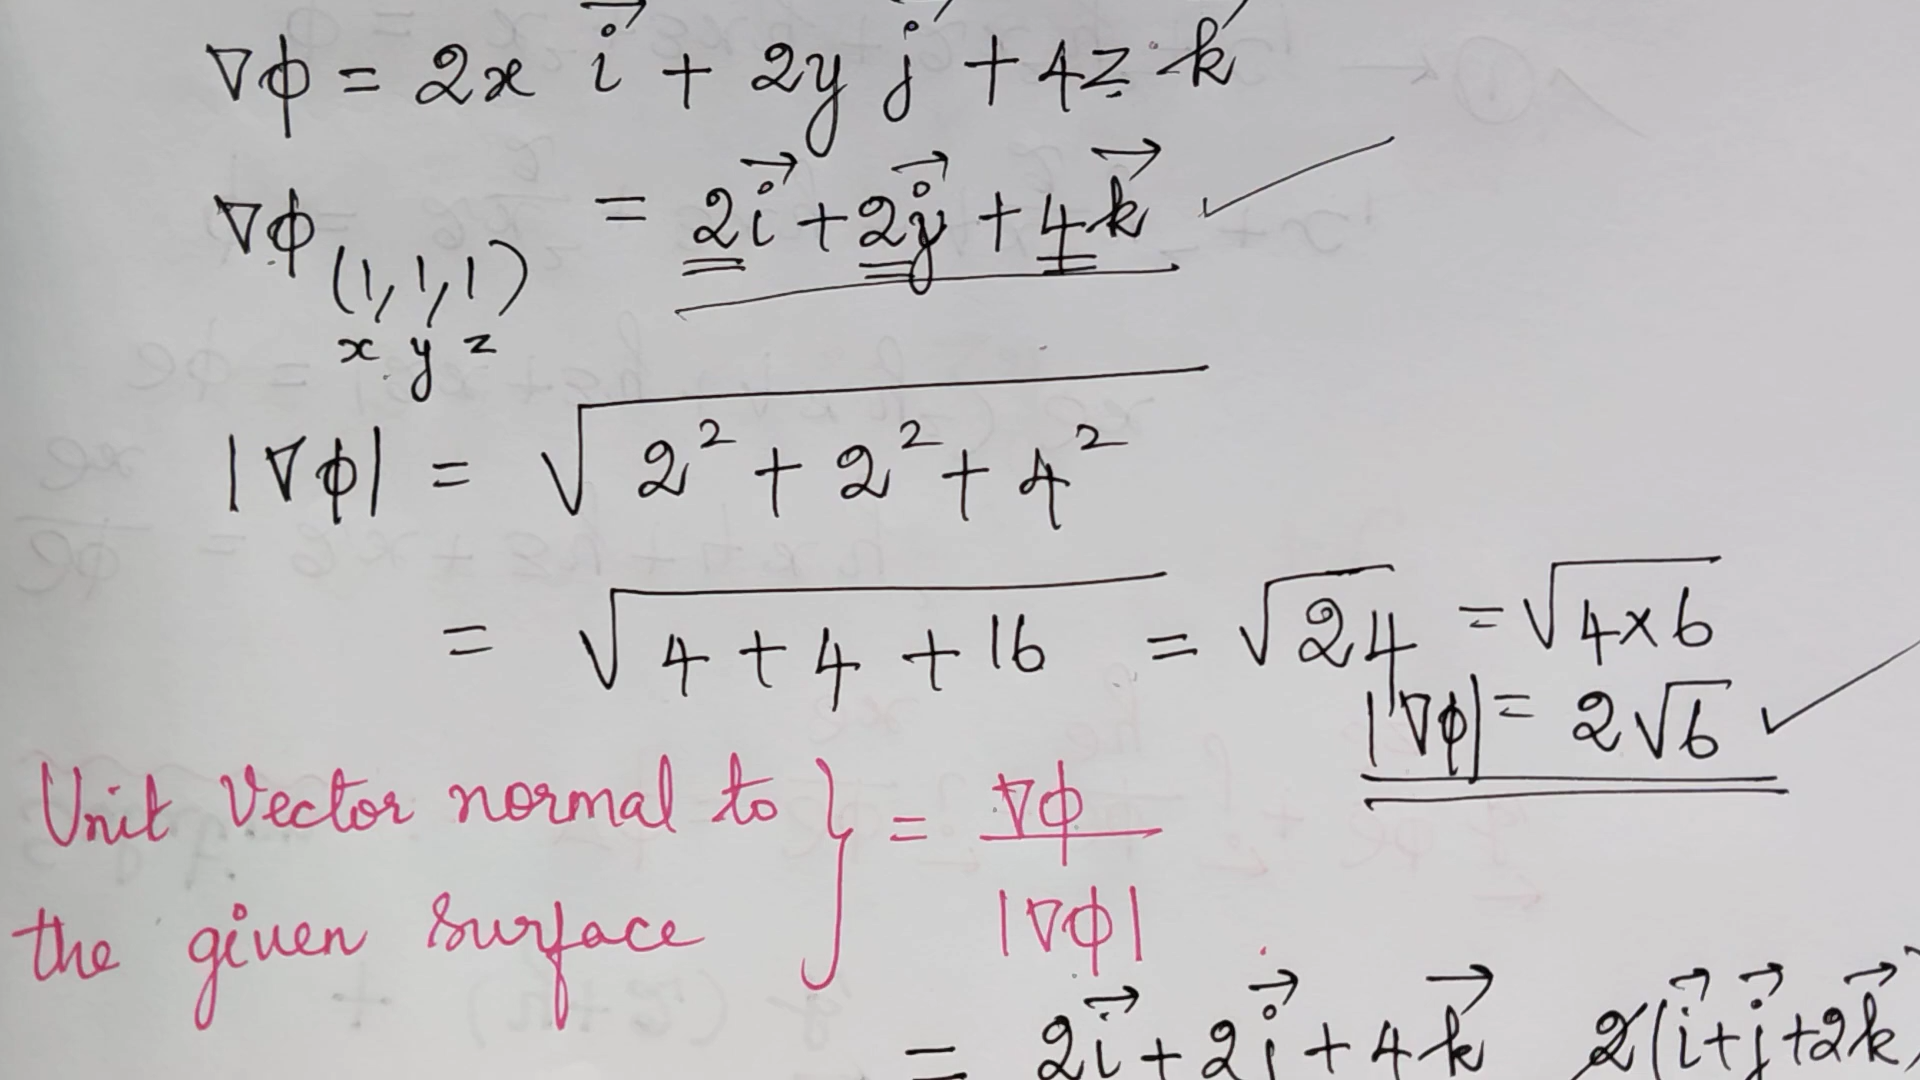 ∇φ = 2x i⃗ + 2y j⃗ + 4z k⃗
∇φ(1,1,1) = 2i⃗ + 2j⃗ + 4k⃗ ✓
x y z
|∇φ| = √(2² + 2² + 4²)
= √(4 + 4 + 16) = √24 = √(4×6)
|∇φ| = 2√6 ✓
Unit Vector normal to the given surface } = ∇φ / |∇φ|
= 2i⃗ + 2j⃗ + 4k⃗ 2(i⃗ + j⃗ + 2k⃗)